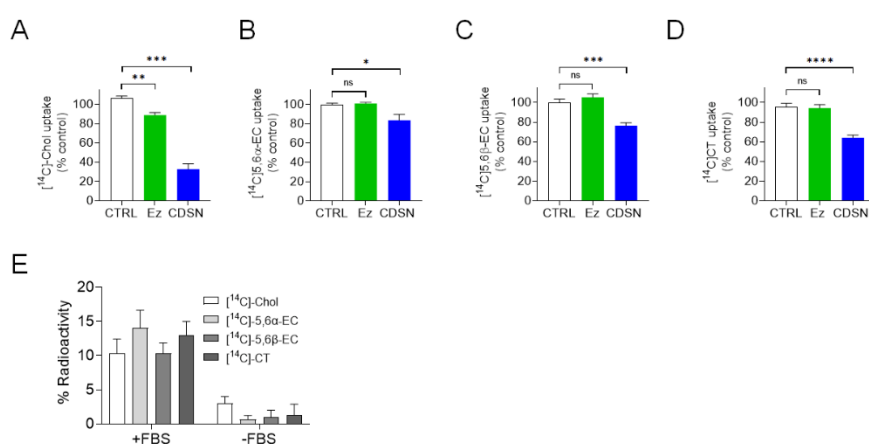 A
B
C
D
***
**
[14C]-Chol uptake
(% control)
100
80
60
40
20
0
CTRL Ez CDSN
*
ns
[14C]5,6α-EC uptake
(% control)
100
80
60
40
20
0
CTRL Ez CDSN
***
ns
[14C]5,6β-EC uptake
(% control)
100
80
60
40
20
0
CTRL Ez CDSN
****
ns
[14C]CT uptake
(% control)
100
80
60
40
20
0
CTRL Ez CDSN
E
% Radioactivity
20
15
10
5
0
[14C]-Chol
[14C]-5,6α-EC
[14C]-5,6β-EC
[14C]-CT
+FBS -FBS